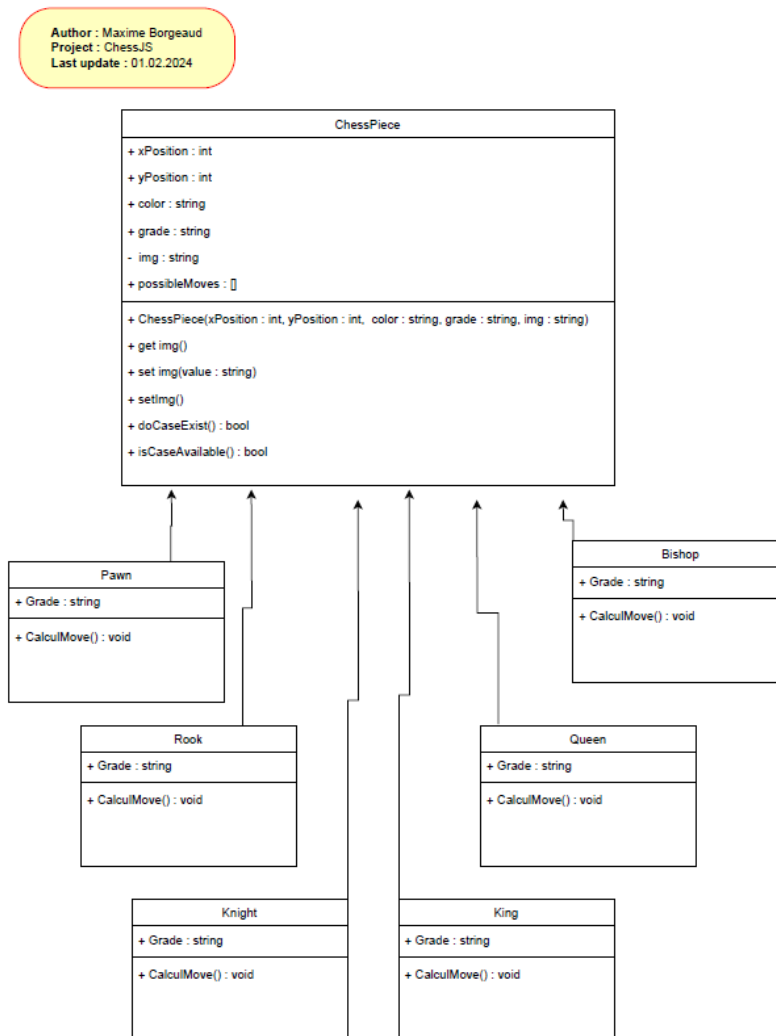 Author : Maxime Borgeaud
Project : ChessJS
Last update : 01.02.2024
ChessPiece
+ xPosition : int
+ yPosition : int
+ color : string
+ grade : string
- img : string
+ possibleMoves : []
+ ChessPiece(xPosition : int, yPosition : int, color : string, grade : string, img : string)
+ get img()
+ set img(value : string)
+ setImg()
+ doCaseExist() : bool
+ isCaseAvailable() : bool
Bishop
+ Grade : string
+ CalculMove() : void
Pawn
+ Grade : string
+ CalculMove() : void
Rook
+ Grade : string
+ CalculMove() : void
Queen
+ Grade : string
+ CalculMove() : void
Knight
+ Grade : string
+ CalculMove() : void
King
+ Grade : string
+ CalculMove() : void